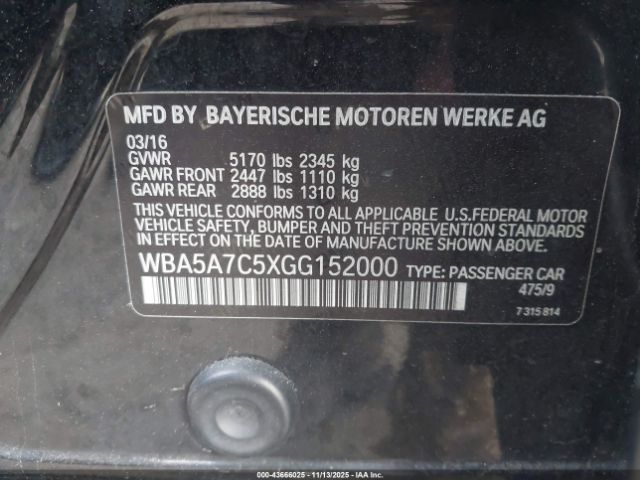 MFD BY BAYERISCHE MOTOREN WERKE AG
03/16
GVWR 5170 lbs 2345 kg
GAWR FRONT 2447 lbs 1110 kg
GAWR REAR 2888 lbs 1310 kg
THIS VEHICLE CONFORMS TO ALL APPLICABLE U.S.FEDERAL MOTOR
VEHICLE SAFETY, BUMPER AND THEFT PREVENTION STANDARDS
IN EFFECT ON THE DATE OF MANUFACTURE SHOWN ABOVE.
WBA5A7C5XGG152000 TYPE: PASSENGER CAR
475/9
7 315 814
000-43666025 - 11/13/2025 - IAAI.COM